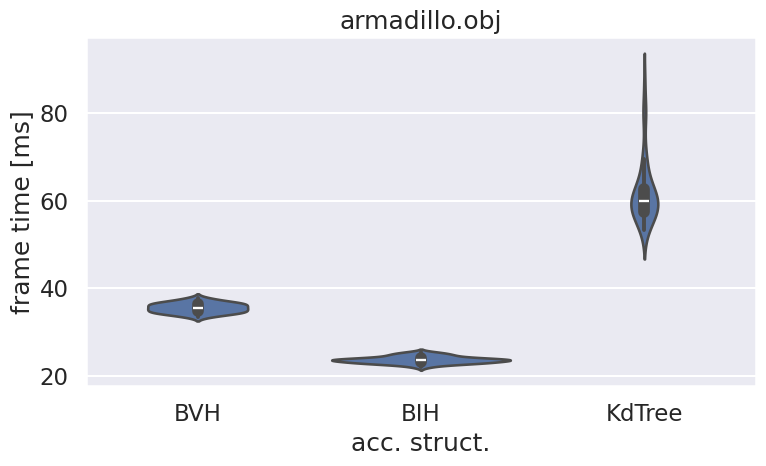 armadillo.obj
frame time [ms]
80
60
40
20
BVH
BIH
KdTree
acc. struct.